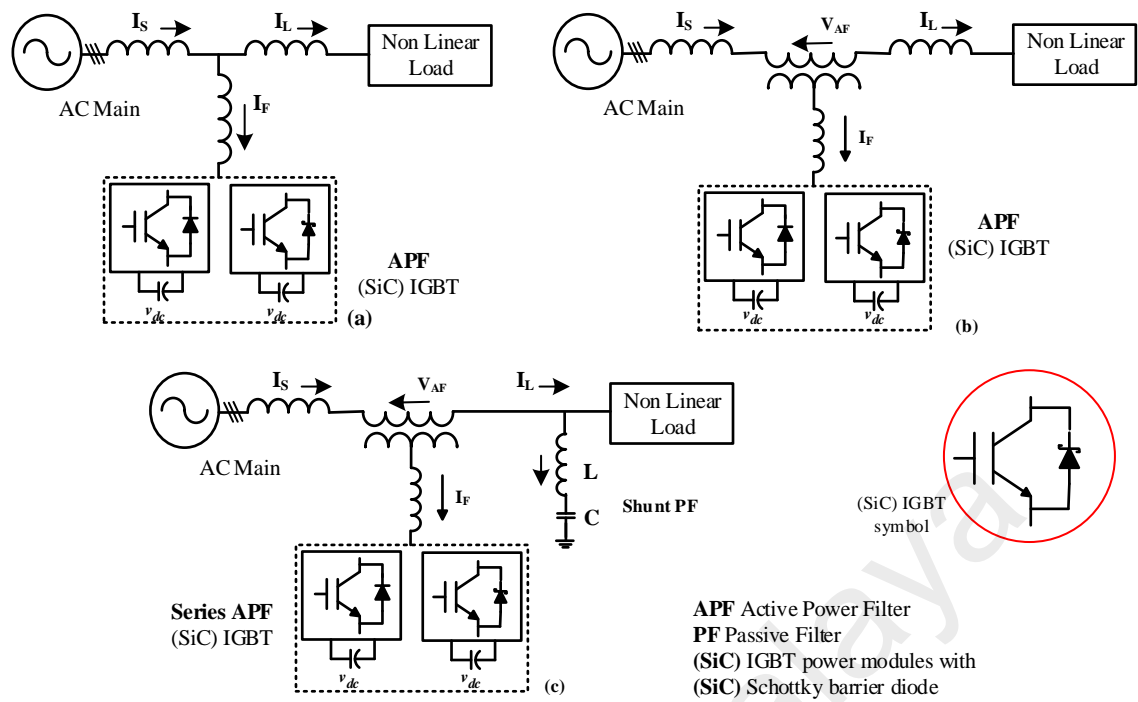 I_S
I_L
Non Linear
Load
AC Main
I_F
APF
(SiC) IGBT
v_dc
v_dc
(a)
I_S
V_AF
I_L
Non Linear
Load
AC Main
I_F
APF
(SiC) IGBT
v_dc
v_dc
(b)
I_S
V_AF
I_L
Non Linear
Load
AC Main
I_F
L
C
Shunt PF
Series APF
(SiC) IGBT
v_dc
v_dc
(c)
(SiC) IGBT
symbol
APF Active Power Filter
PF Passive Filter
(SiC) IGBT power modules with
(SiC) Schottky barrier diode
alaya